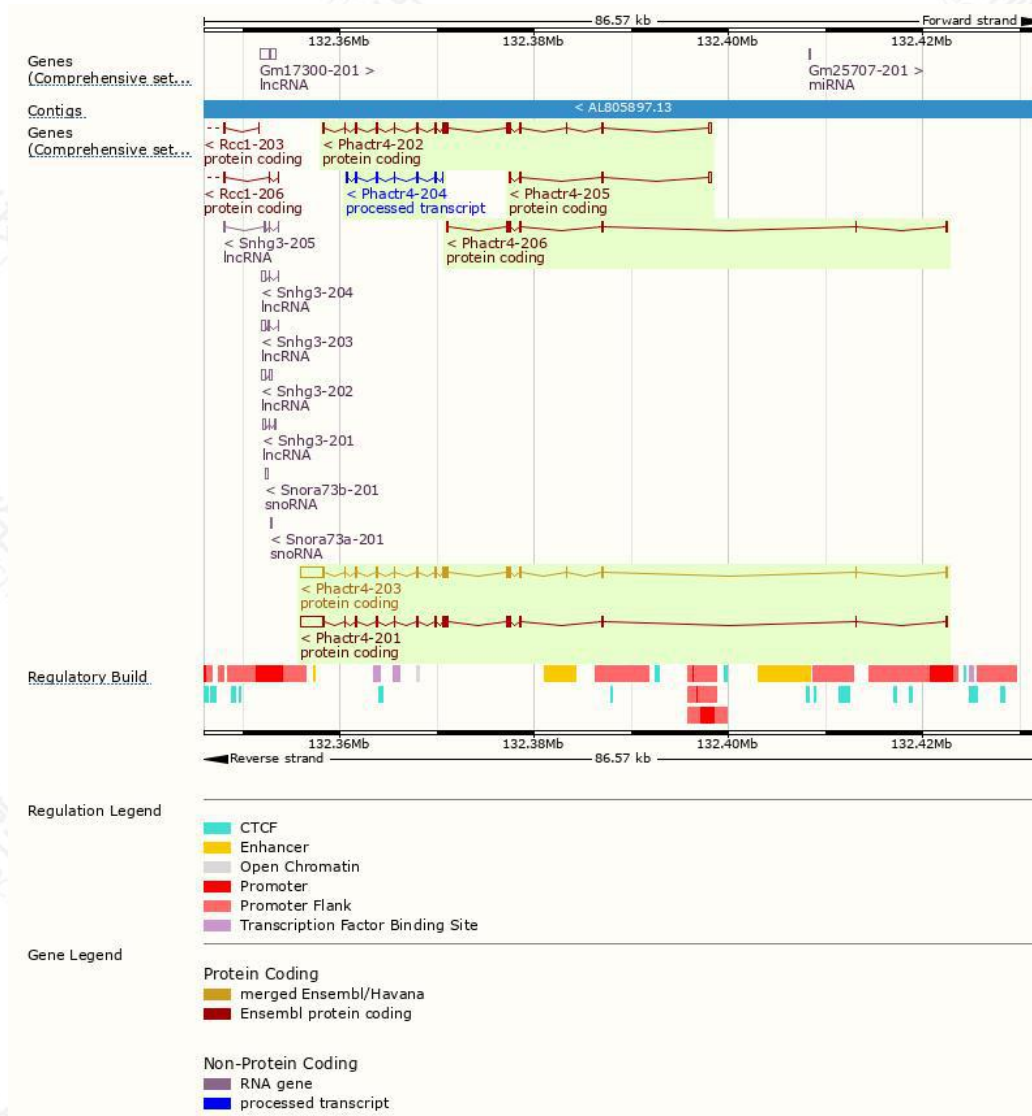 86.57 kb Forward strand
132.36Mb 132.38Mb 132.40Mb 132.42Mb
Genes
(Comprehensive set...
Gm17300-201 >
lncRNA
Gm25707-201 >
miRNA
Contigs
< AL805897.13
Genes
(Comprehensive set...
< Rcc1-203
protein coding
< Phactr4-202
protein coding
< Rcc1-206
protein coding
< Phactr4-204
processed transcript
< Phactr4-205
protein coding
< Snhg3-205
lncRNA
< Phactr4-206
protein coding
< Snhg3-204
lncRNA
< Snhg3-203
lncRNA
< Snhg3-202
lncRNA
< Snhg3-201
lncRNA
< Snora73b-201
snoRNA
< Snora73a-201
snoRNA
< Phactr4-203
protein coding
< Phactr4-201
protein coding
Regulatory Build
132.36Mb 132.38Mb 132.40Mb 132.42Mb
Reverse strand 86.57 kb
Regulation Legend
CTCF
Enhancer
Open Chromatin
Promoter
Promoter Flank
Transcription Factor Binding Site
Gene Legend
Protein Coding
merged Ensembl/Havana
Ensembl protein coding
Non-Protein Coding
RNA gene
processed transcript